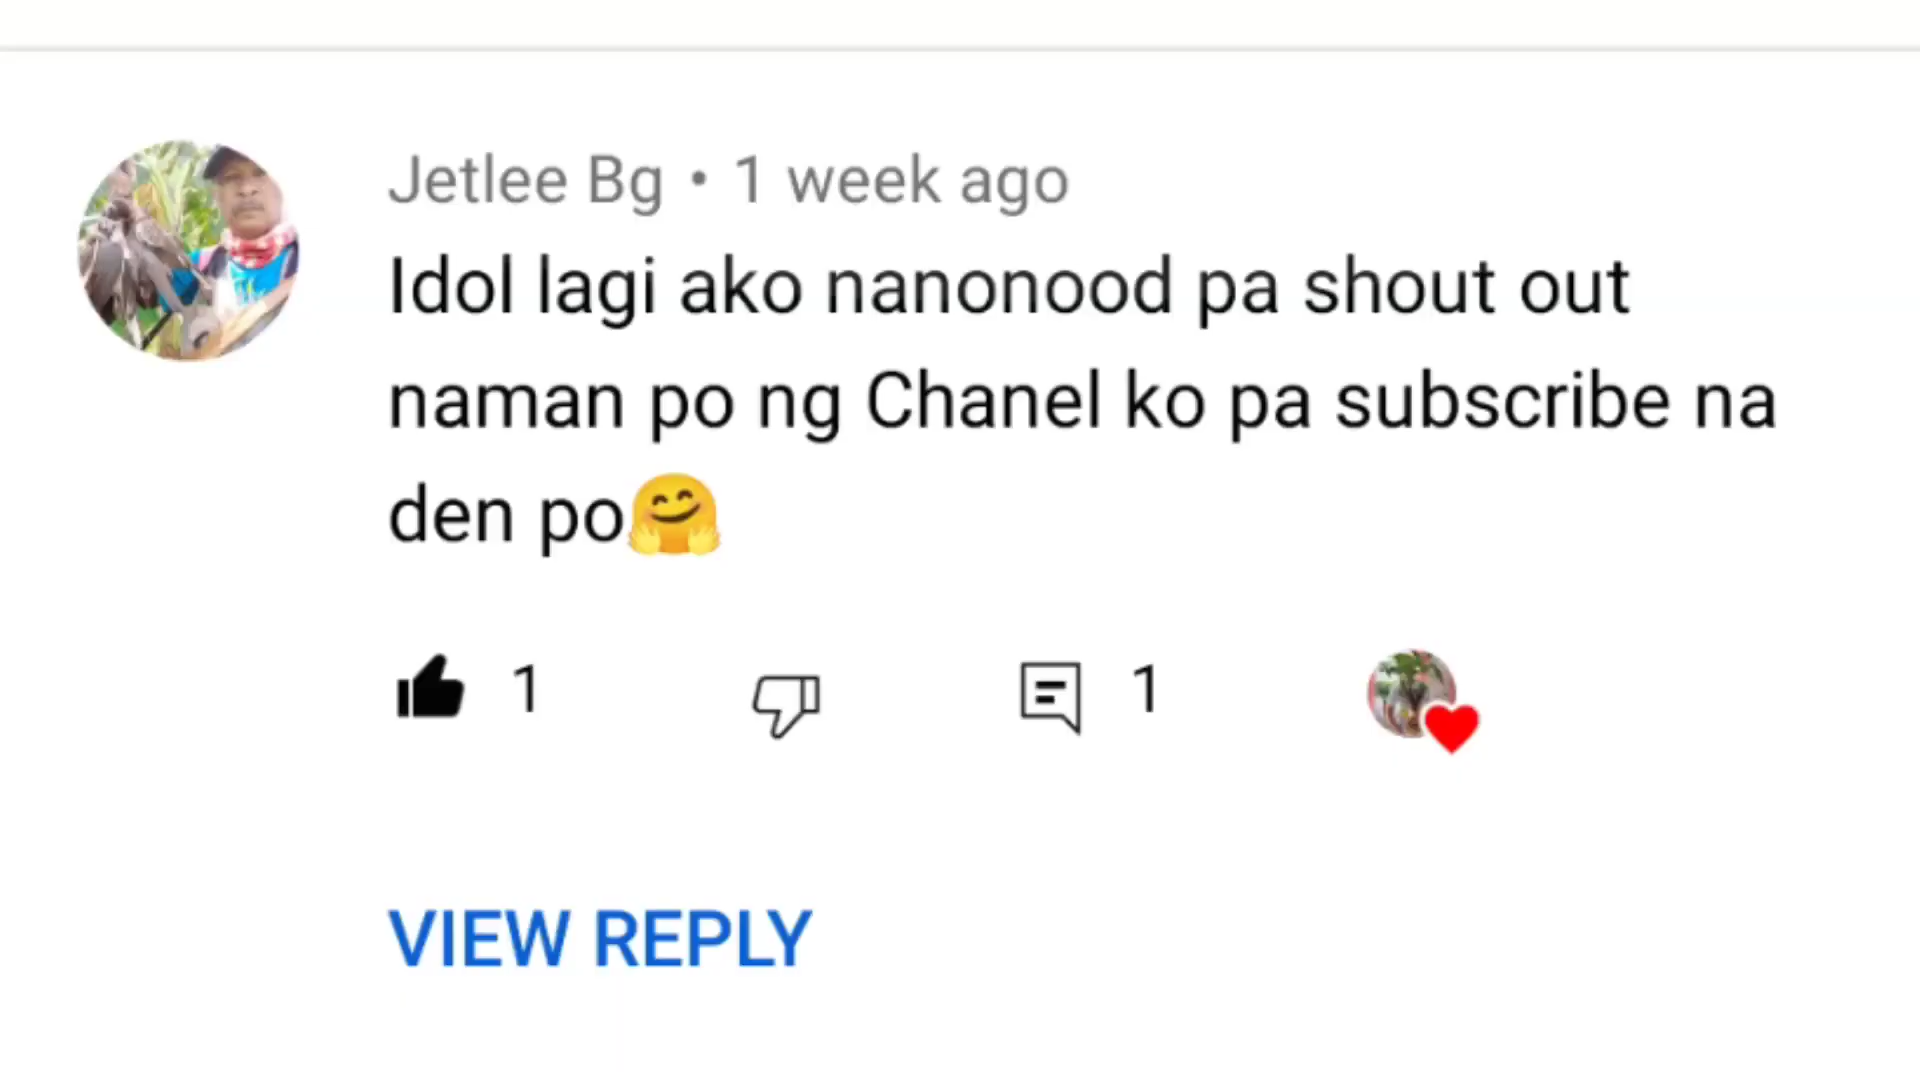 Jetlee Bg • 1 week ago
Idol lagi ako nanonood pa shout out
naman po ng Chanel ko pa subscribe na
den po🤗
1 1
VIEW REPLY